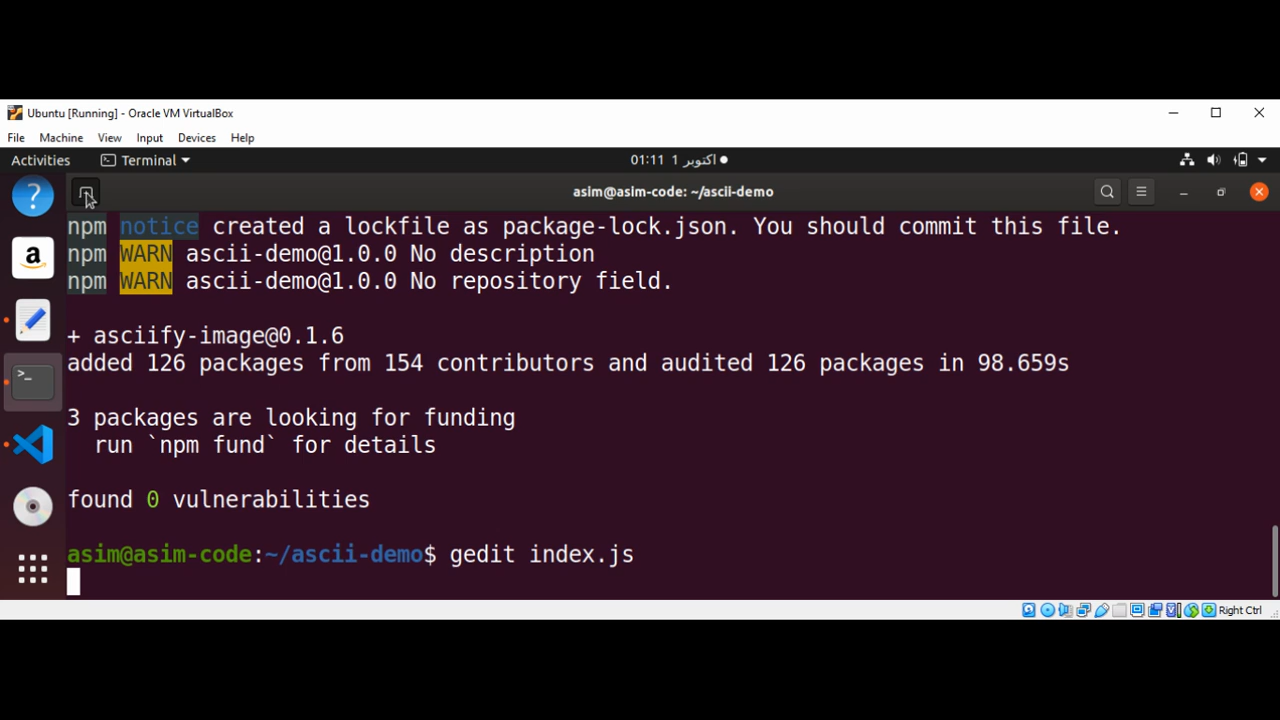 Ubuntu [Running] - Oracle VM VirtualBox
File Machine View Input Devices Help
Activities Terminal 01:11 1 اکتوبر
asim@asim-code: ~/ascii-demo
npm notice created a lockfile as package-lock.json. You should commit this file.
npm WARN ascii-demo@1.0.0 No description
npm WARN ascii-demo@1.0.0 No repository field.
+ asciify-image@0.1.6
added 126 packages from 154 contributors and audited 126 packages in 98.659s
3 packages are looking for funding
run `npm fund` for details
found 0 vulnerabilities
asim@asim-code:~/ascii-demo$ gedit index.js
Right Ctrl